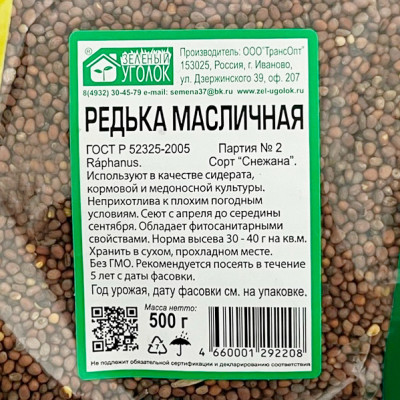 ЗЕЛЁНЫЙ
УГОЛОК
®
Производитель: ООО"ТрансОпт"
153025, Россия, г. Иваново,
ул. Дзержинского 39, оф. 207
8(4932) 30-45-79 e-mail: semena37@bk.ru www.zel-ugolok.ru
РЕДЬКА МАСЛИЧНАЯ
ГОСТ Р 52325-2005 Партия № 2
Ráphanus. Сорт "Снежана".
Используют в качестве сидерата,
кормовой и медоносной культуры.
Неприхотлива к плохим погодным
условиям. Сеют с апреля до середины
сентября. Обладает фитосанитарными
свойствами. Норма высева 30 - 40 г на кв.м.
Хранить в сухом, прохладном месте.
Без ГМО. Рекомендуется посеять в течение
5 лет с даты фасовки.
Год урожая, дату фасовки см. на упаковке.
Масса нетто:
500 г
4 660001 292208
Не подлежит обязательной сертификации и декларированию соответствия